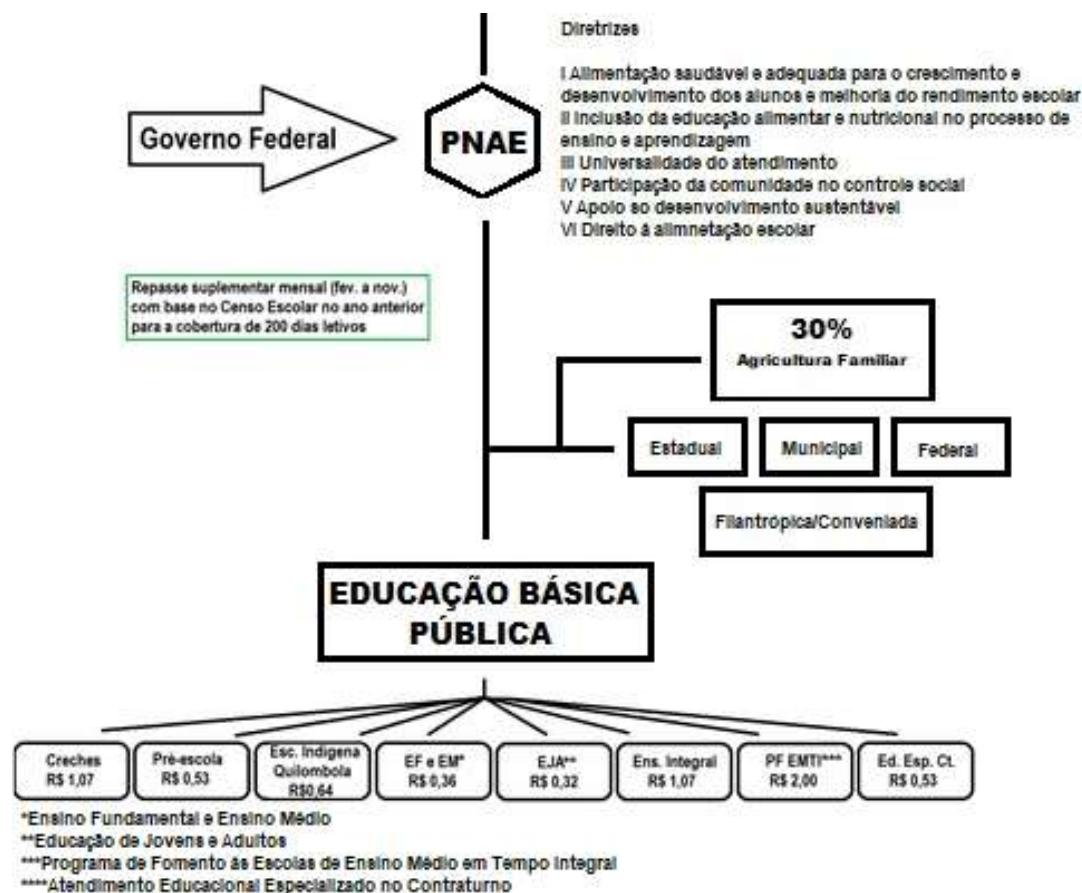 Diretrizes
I Alimentação saudável e adequada para o crescimento e
desenvolvimento dos alunos e melhoria do rendimento escolar
II Inclusão da educação alimentar e nutricional no processo de
ensino e aprendizagem
III Universalidade do atendimento
IV Participação da comunidade no controle social
V Apoio so desenvolvimento sustentável
VI Direito á alimnetação escolar
Governo Federal
PNAE
Repasse suplementar mensal (fev. a nov.)
com base no Censo Escolar no ano anterior
para a cobertura de 200 dias letivos
30%
Agricultura Familiar
Estadual
Municipal
Federal
Filantrópica/Conveniada
EDUCAÇÃO BÁSICA
PÚBLICA
Creches
R$ 1,07
Pré-escola
R$ 0,53
Esc. Indigena
Quilombola
R$0,64
EF e EM*
R$ 0,36
EJA**
R$ 0,32
Ens. Integral
R$ 1,07
PF EMTI***
R$ 2,00
Ed. Esp. Ct.
R$ 0,53
*Ensino Fundamental e Ensino Médio
**Educação de Jovens e Adultos
***Programa de Fomento ás Escolas de Ensino Médio em Tempo Integral
****Atendimento Educacional Especializado no Contraturno